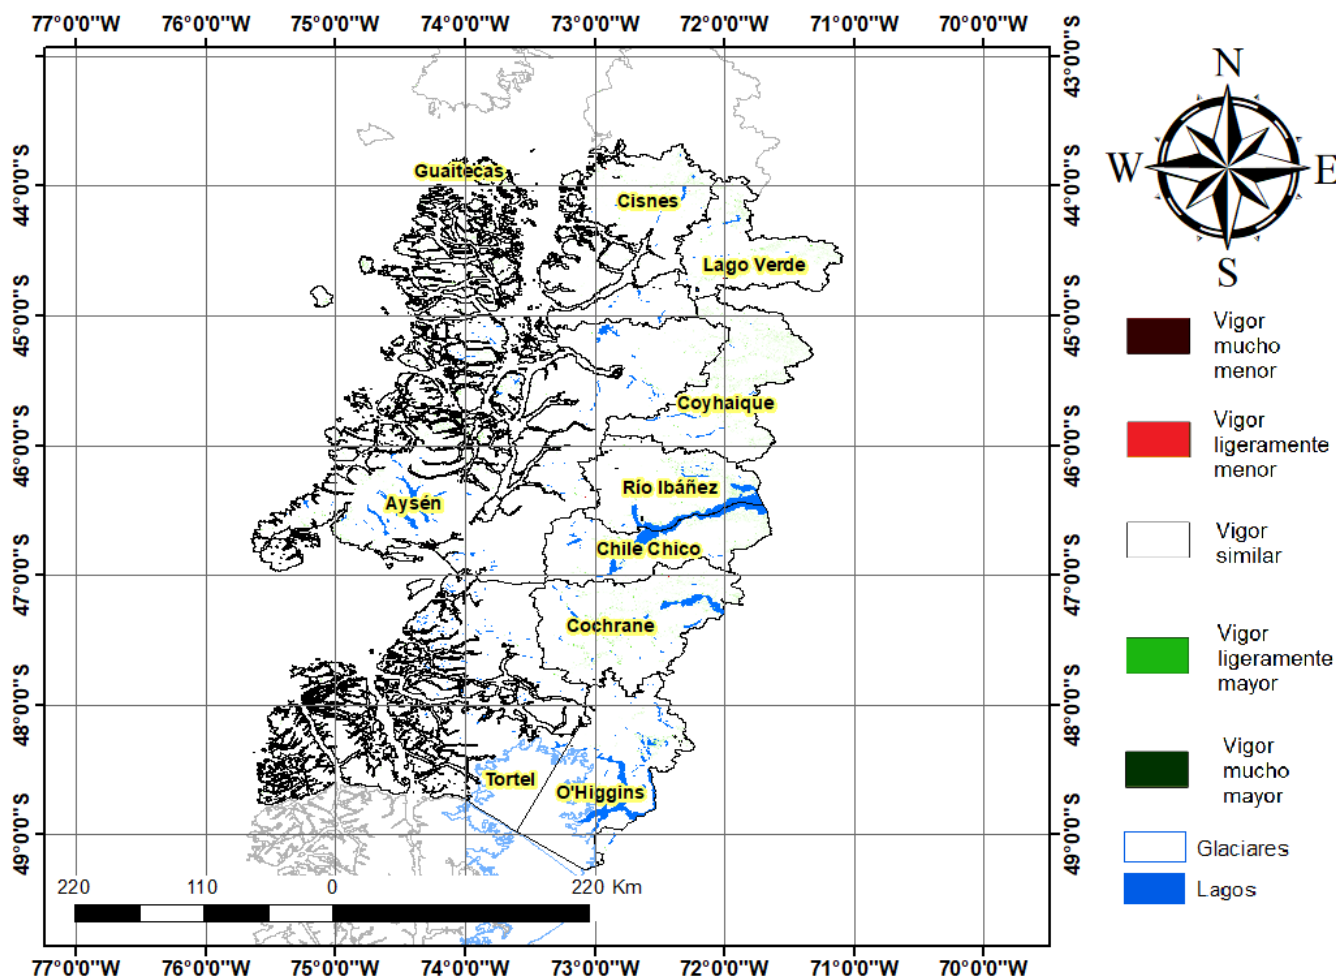 77°0'0"W 76°0'0"W 75°0'0"W 74°0'0"W 73°0'0"W 72°0'0"W 71°0'0"W 70°0'0"W
43°0'0"S
44°0'0"S 44°0'0"S
45°0'0"S 45°0'0"S
46°0'0"S 46°0'0"S
47°0'0"S 47°0'0"S
48°0'0"S 48°0'0"S
49°0'0"S 49°0'0"S
Guaitecas
Cisnes
Lago Verde
Coyhaique
Río Ibáñez
Aysén
Chile Chico
Cochrane
Tortel
O'Higgins
220 110 0 220 Km
77°0'0"W 76°0'0"W 75°0'0"W 74°0'0"W 73°0'0"W 72°0'0"W 71°0'0"W 70°0'0"W
N
W E
S
Vigor
mucho
menor
Vigor
ligeramente
menor
Vigor
similar
Vigor
ligeramente
mayor
Vigor
mucho
mayor
Glaciares
Lagos